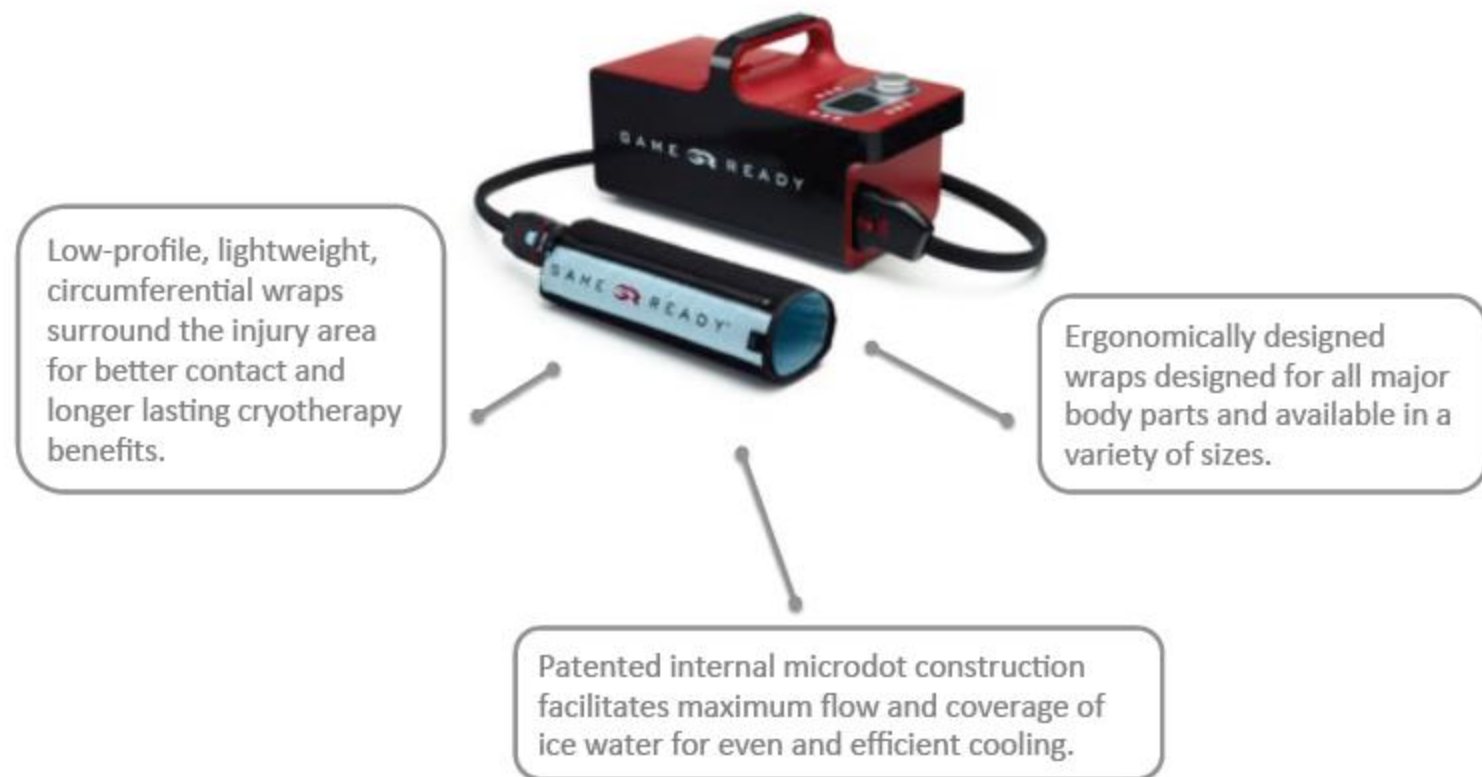 GAME READY
GAME READY
Low-profile, lightweight,
circumferential wraps
surround the injury area
for better contact and
longer lasting cryotherapy
benefits.
Ergonomically designed
wraps designed for all major
body parts and available in a
variety of sizes.
Patented internal microdot construction
facilitates maximum flow and coverage of
ice water for even and efficient cooling.